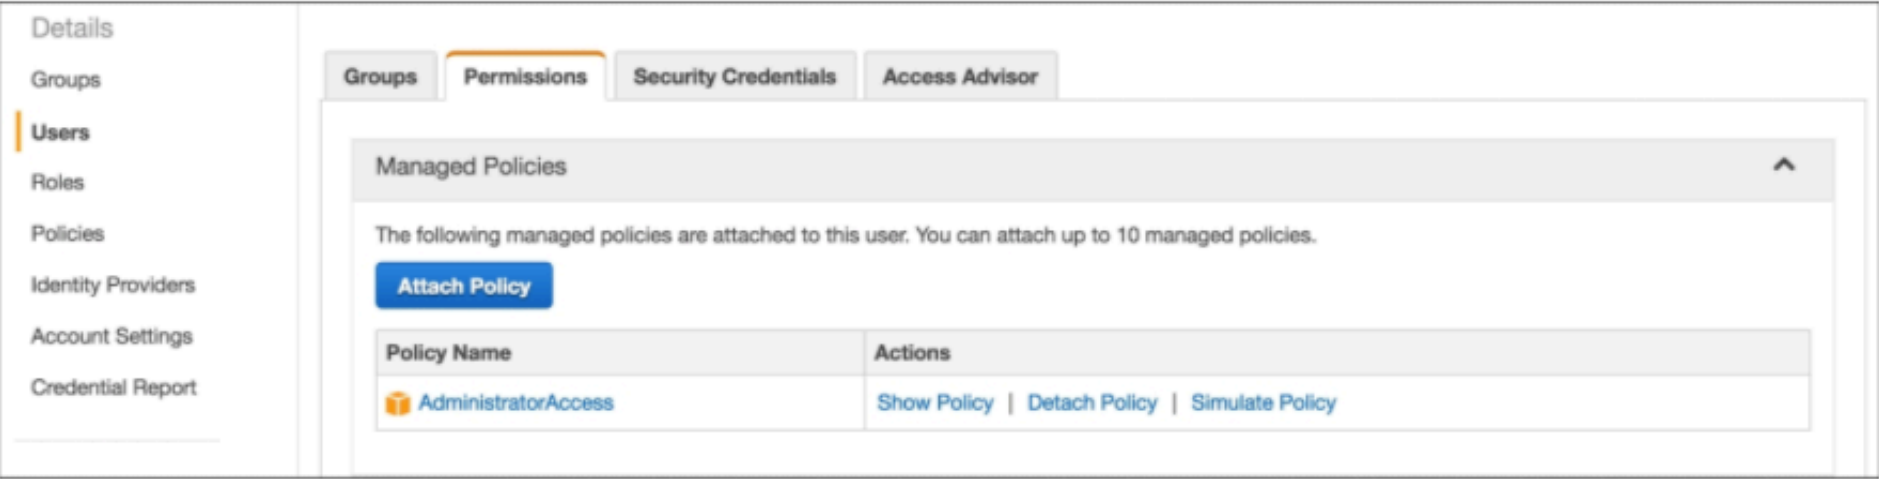 Details
Groups
Users
Roles
Policies
Identity Providers
Account Settings
Credential Report
Groups Permissions Security Credentials Access Advisor
Managed Policies
The following managed policies are attached to this user. You can attach up to 10 managed policies.
Attach Policy
Policy Name Actions
AdministratorAccess Show Policy | Detach Policy | Simulate Policy